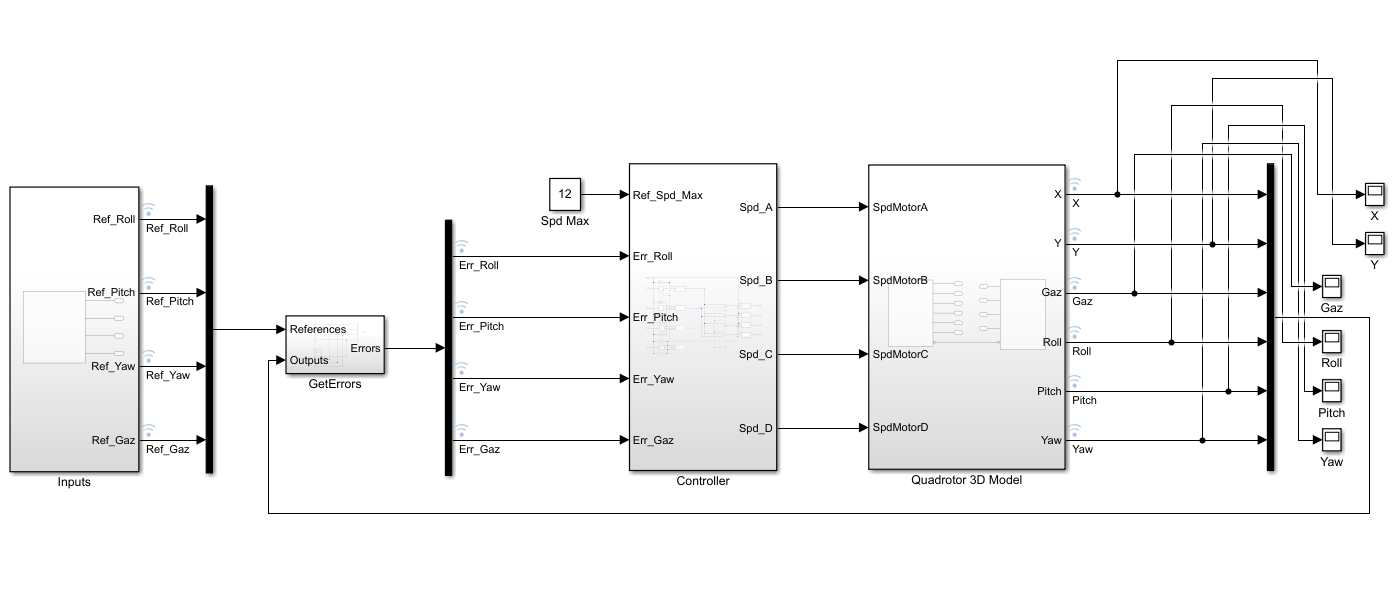 Ref_Roll
Ref_Roll
Ref_Pitch
Ref_Pitch
Ref_Yaw
Ref_Yaw
Ref_Gaz
Ref_Gaz
Inputs
References
Outputs
Errors
GetErrors
Err_Roll
Err_Pitch
Err_Yaw
Err_Gaz
12
Spd Max
Ref_Spd_Max
Err_Roll
Err_Pitch
Err_Yaw
Err_Gaz
Spd_A
Spd_B
Spd_C
Spd_D
Controller
SpdMotorA
SpdMotorB
SpdMotorC
SpdMotorD
X
Y
Gaz
Roll
Pitch
Yaw
Quadrotor 3D Model
X
Y
Gaz
Roll
Pitch
Yaw
X
Y
Gaz
Roll
Pitch
Yaw